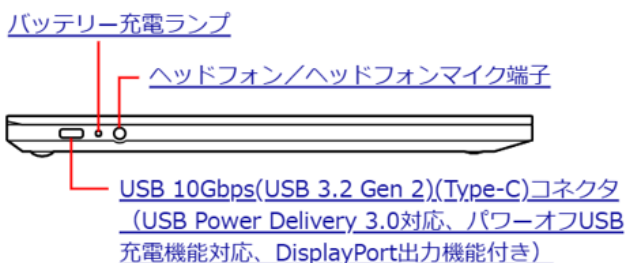 バッテリー充電ランプ
ヘッドフォン／ヘッドフォンマイク端子
USB 10Gbps(USB 3.2 Gen 2)(Type-C)コネクタ
（USB Power Delivery 3.0対応、パワーオフUSB
充電機能対応、DisplayPort出力機能付き）